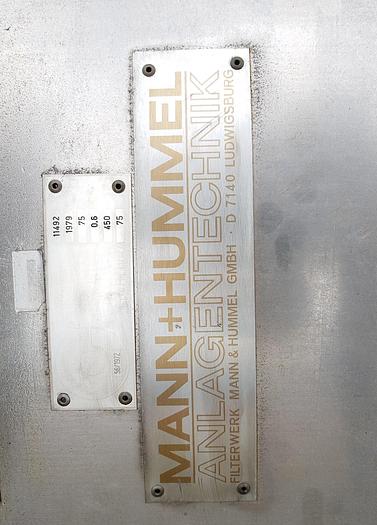 11492
1979
75
0.6
450
75
56/1972
MANN+HUMMEL
ANLAGENTECHNIK
FILTERWERK MANN & HUMMEL GMBH · D 7140 LUDWIGSBURG